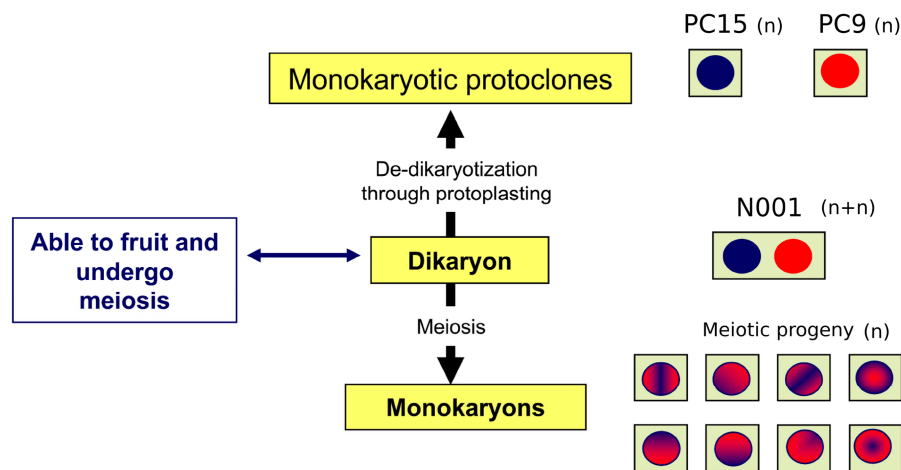 PC15 (n) PC9 (n)
Monokaryotic protoclones
De-dikaryotization
through protoplasting
N001 (n+n)
Able to fruit and
undergo
meiosis
Dikaryon
Meiosis
Meiotic progeny (n)
Monokaryons